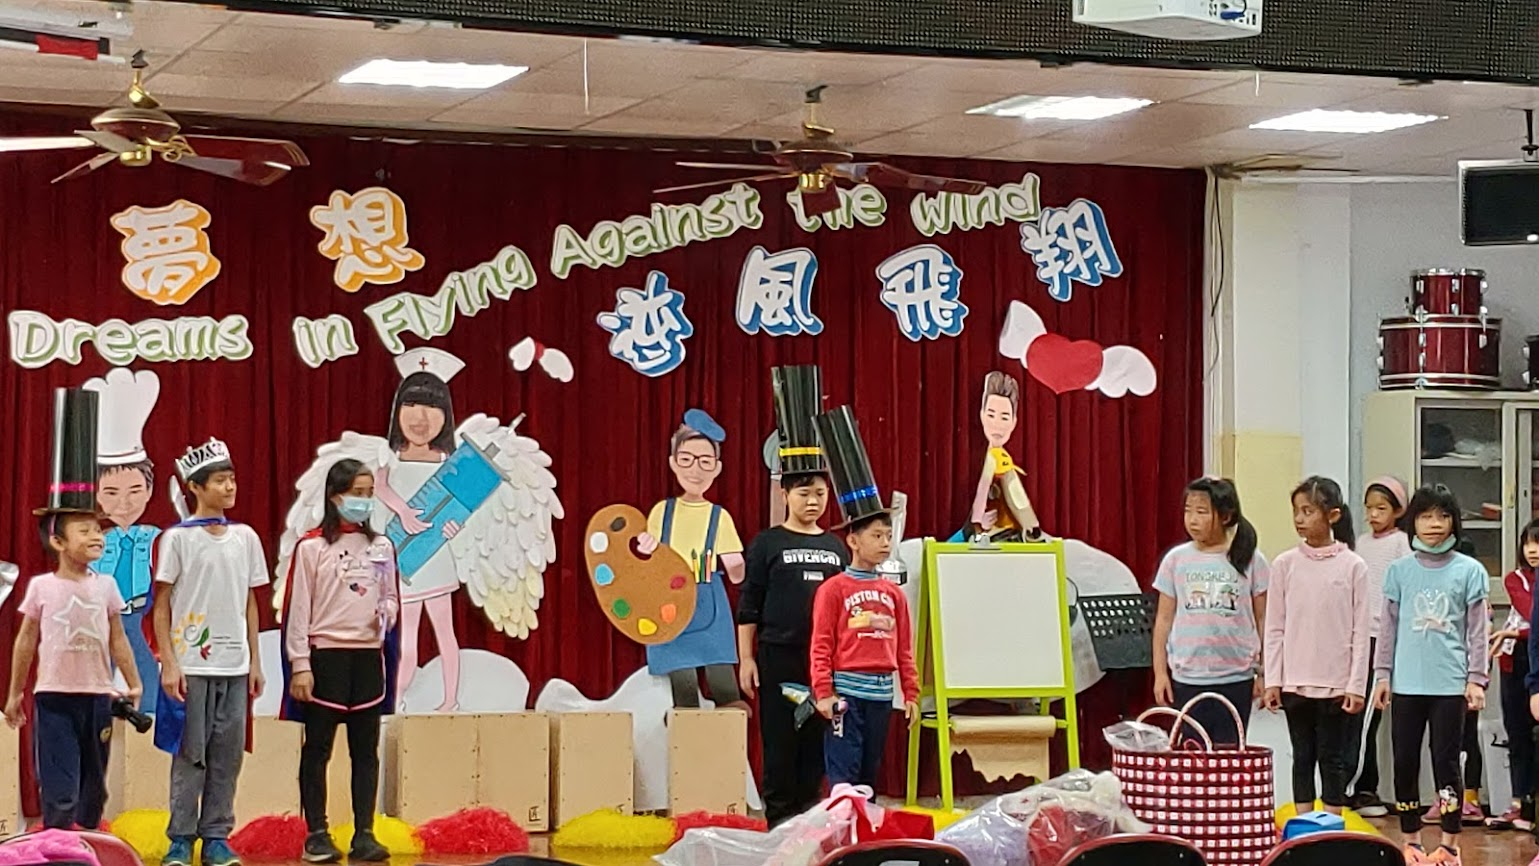 夢想
Dreams in Flying Against the Wind
逆風飛翔
GIVENCHY
PISTON CUP